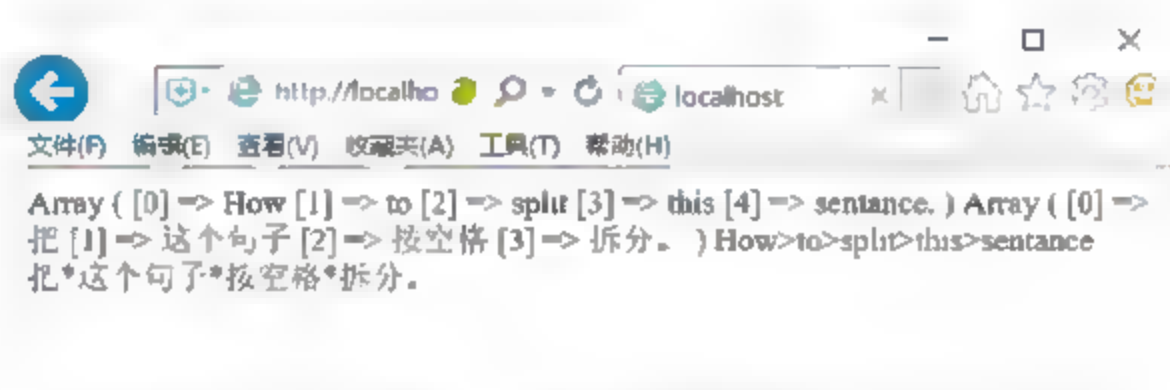 http://localho
localhost
文件(F) 编辑(E) 查看(V) 收藏夹(A) 工具(T) 帮助(H)
Array ( [0] => How [1] => to [2] => split [3] => this [4] => sentance. ) Array ( [0] =>
把 [1] => 这个句子 [2] => 按空格 [3] => 拆分。 ) How>to>split>this>sentance
把*这个句子*按空格*拆分。